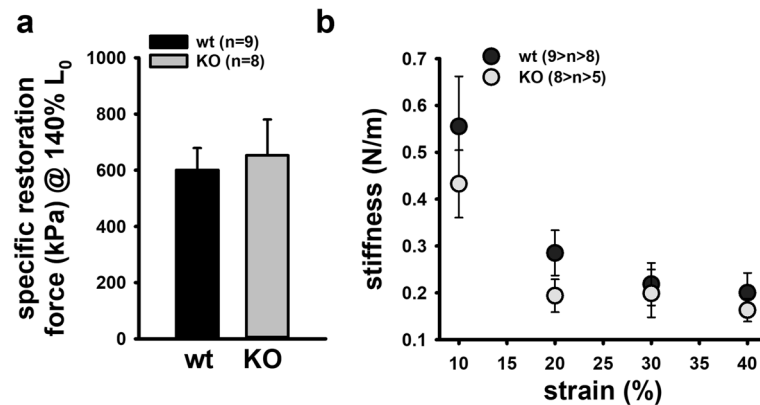 a
wt (n=9)
KO (n=8)
specific restoration
force (kPa) @ 140% L₀
1000
800
600
400
200
0
wt KO
b
wt (9>n>8)
KO (8>n>5)
stiffness (N/m)
0.7
0.6
0.5
0.4
0.3
0.2
0.1
10 15 20 25 30 35 40
strain (%)